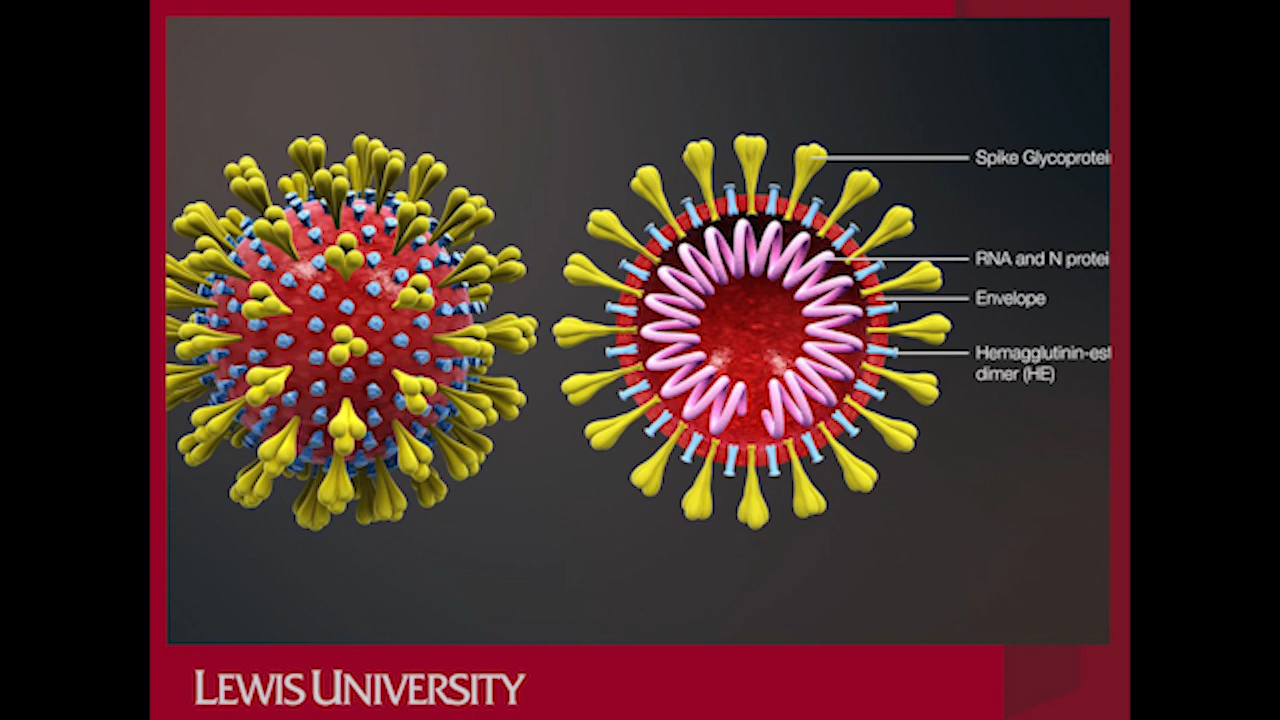 Spike Glycoprotei
RNA and N protei
Envelope
Hemagglutinin-est
dimer (HE)
LEWIS UNIVERSITY